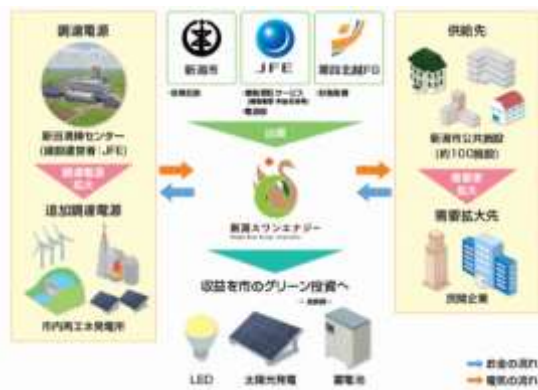 調達電源
新田清掃センター
(施設運営者:JFE)
調達電源
拡大
追加調達電源
市内再エネ発電所
新潟市
JFE
第四北越FG
出資
新潟スワンエナジー
収益を市のグリーン投資へ
LED
太陽光発電
蓄電池
供給先
新潟市公共施設
(約100施設)
需要家
拡大
需要拡大先
民間企業
お金の流れ
電気の流れ